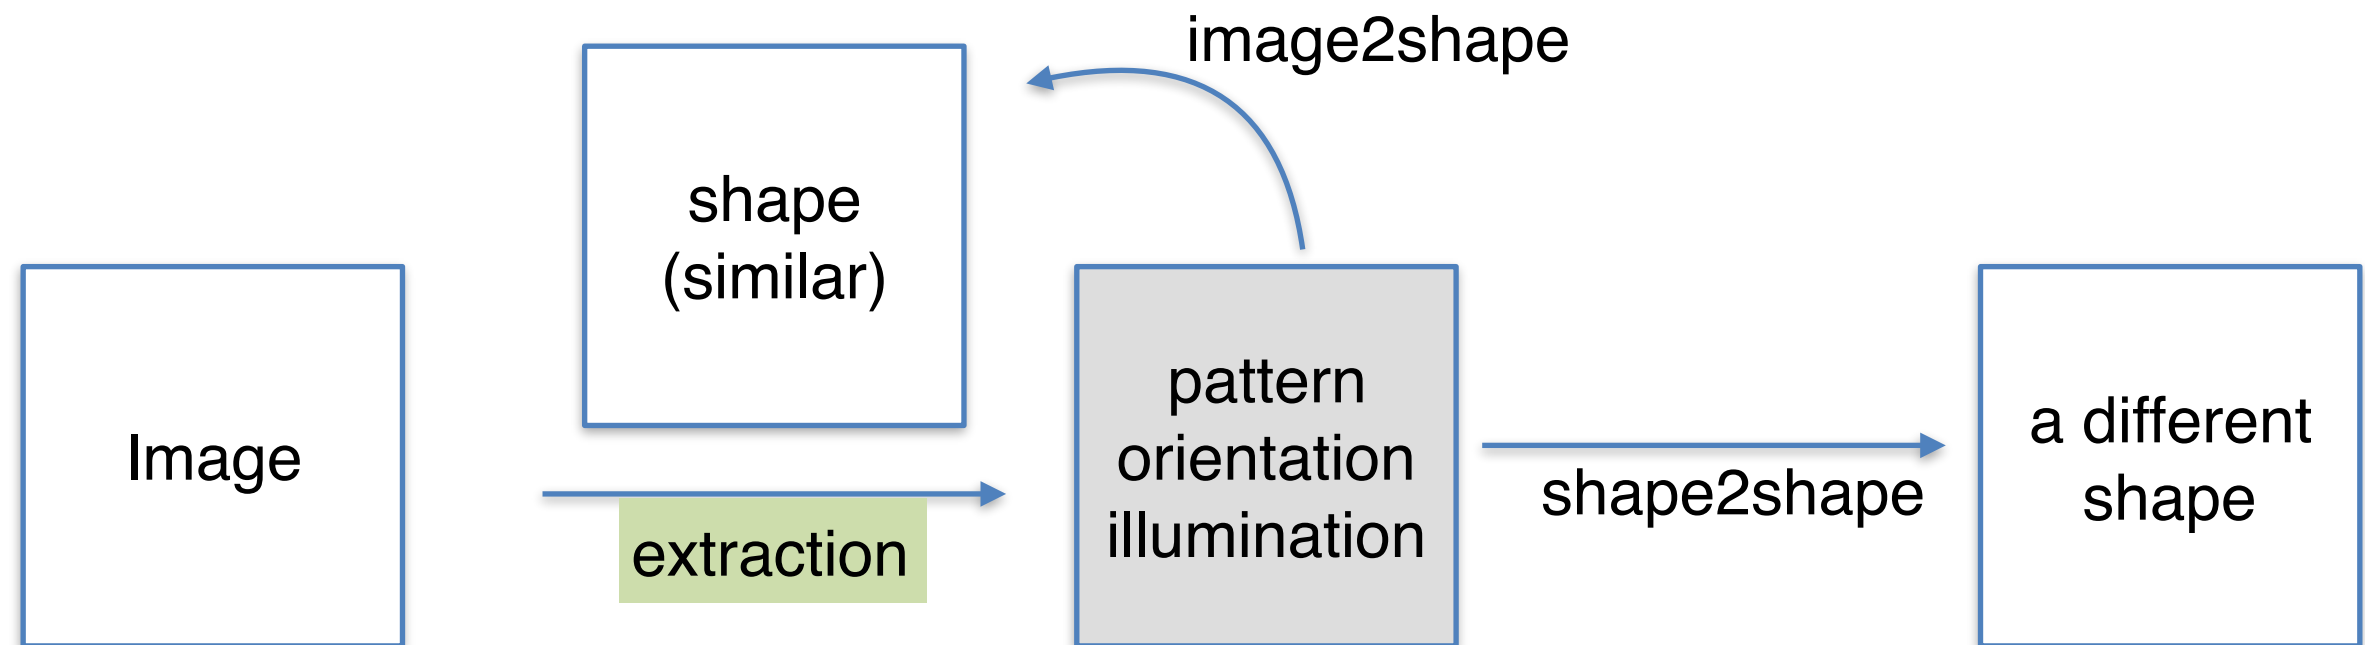 image2shape
shape
(similar)
Image
extraction
pattern
orientation
illumination
shape2shape
a different
shape